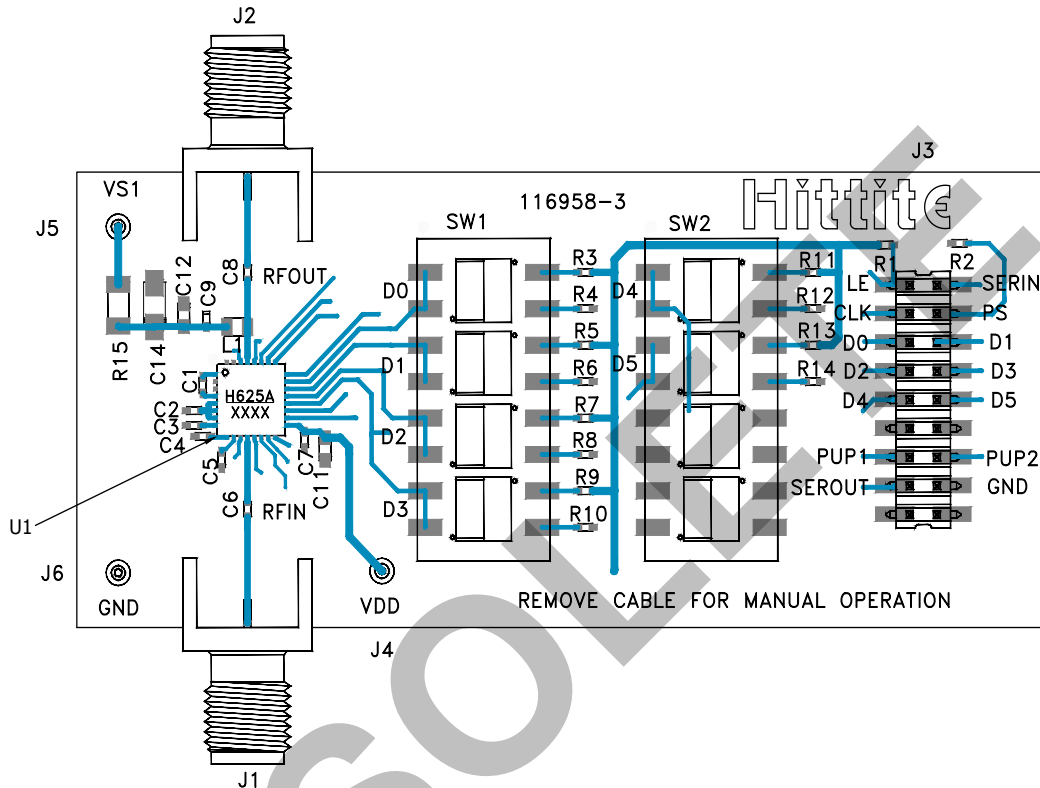 J2
J3
VS1
116958-3
Hittite
J5
SW1
SW2
C12
C9
C8
RFOUT
R3
R11
R1
R2
D0
D4
LE
SERIN
R4
R12
CLK
PS
R15
C14
L1
R5
R13
D0
D1
D1
D5
C1
R6
R14
D2
D3
H625A
XXXX
C2
R7
D4
D5
C3
C4
D2
C5
C7
C11
R8
PUP1
PUP2
R9
SEROUT
GND
C6
RFIN
D3
R10
U1
J6
GND
VDD
REMOVE CABLE FOR MANUAL OPERATION
J4
J1
OBSOLETE